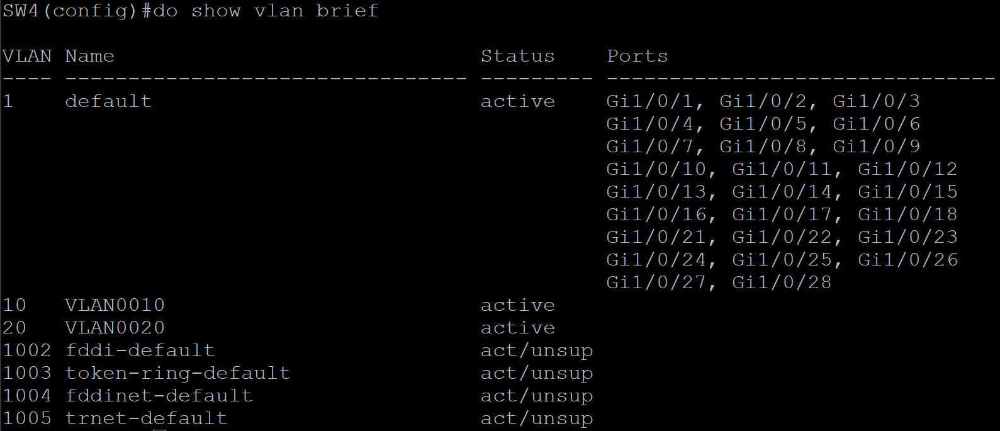 SW4(config)#do show vlan brief
VLAN Name                             Status    Ports
---- -------------------------------- --------- -------------------------------
1    default                          active    Gi1/0/1, Gi1/0/2, Gi1/0/3
                                                Gi1/0/4, Gi1/0/5, Gi1/0/6
                                                Gi1/0/7, Gi1/0/8, Gi1/0/9
                                                Gi1/0/10, Gi1/0/11, Gi1/0/12
                                                Gi1/0/13, Gi1/0/14, Gi1/0/15
                                                Gi1/0/16, Gi1/0/17, Gi1/0/18
                                                Gi1/0/21, Gi1/0/22, Gi1/0/23
                                                Gi1/0/24, Gi1/0/25, Gi1/0/26
                                                Gi1/0/27, Gi1/0/28
10   VLAN0010                         active
20   VLAN0020                         active
1002 fddi-default                     act/unsup
1003 token-ring-default               act/unsup
1004 fddinet-default                  act/unsup
1005 trnet-default                    act/unsup